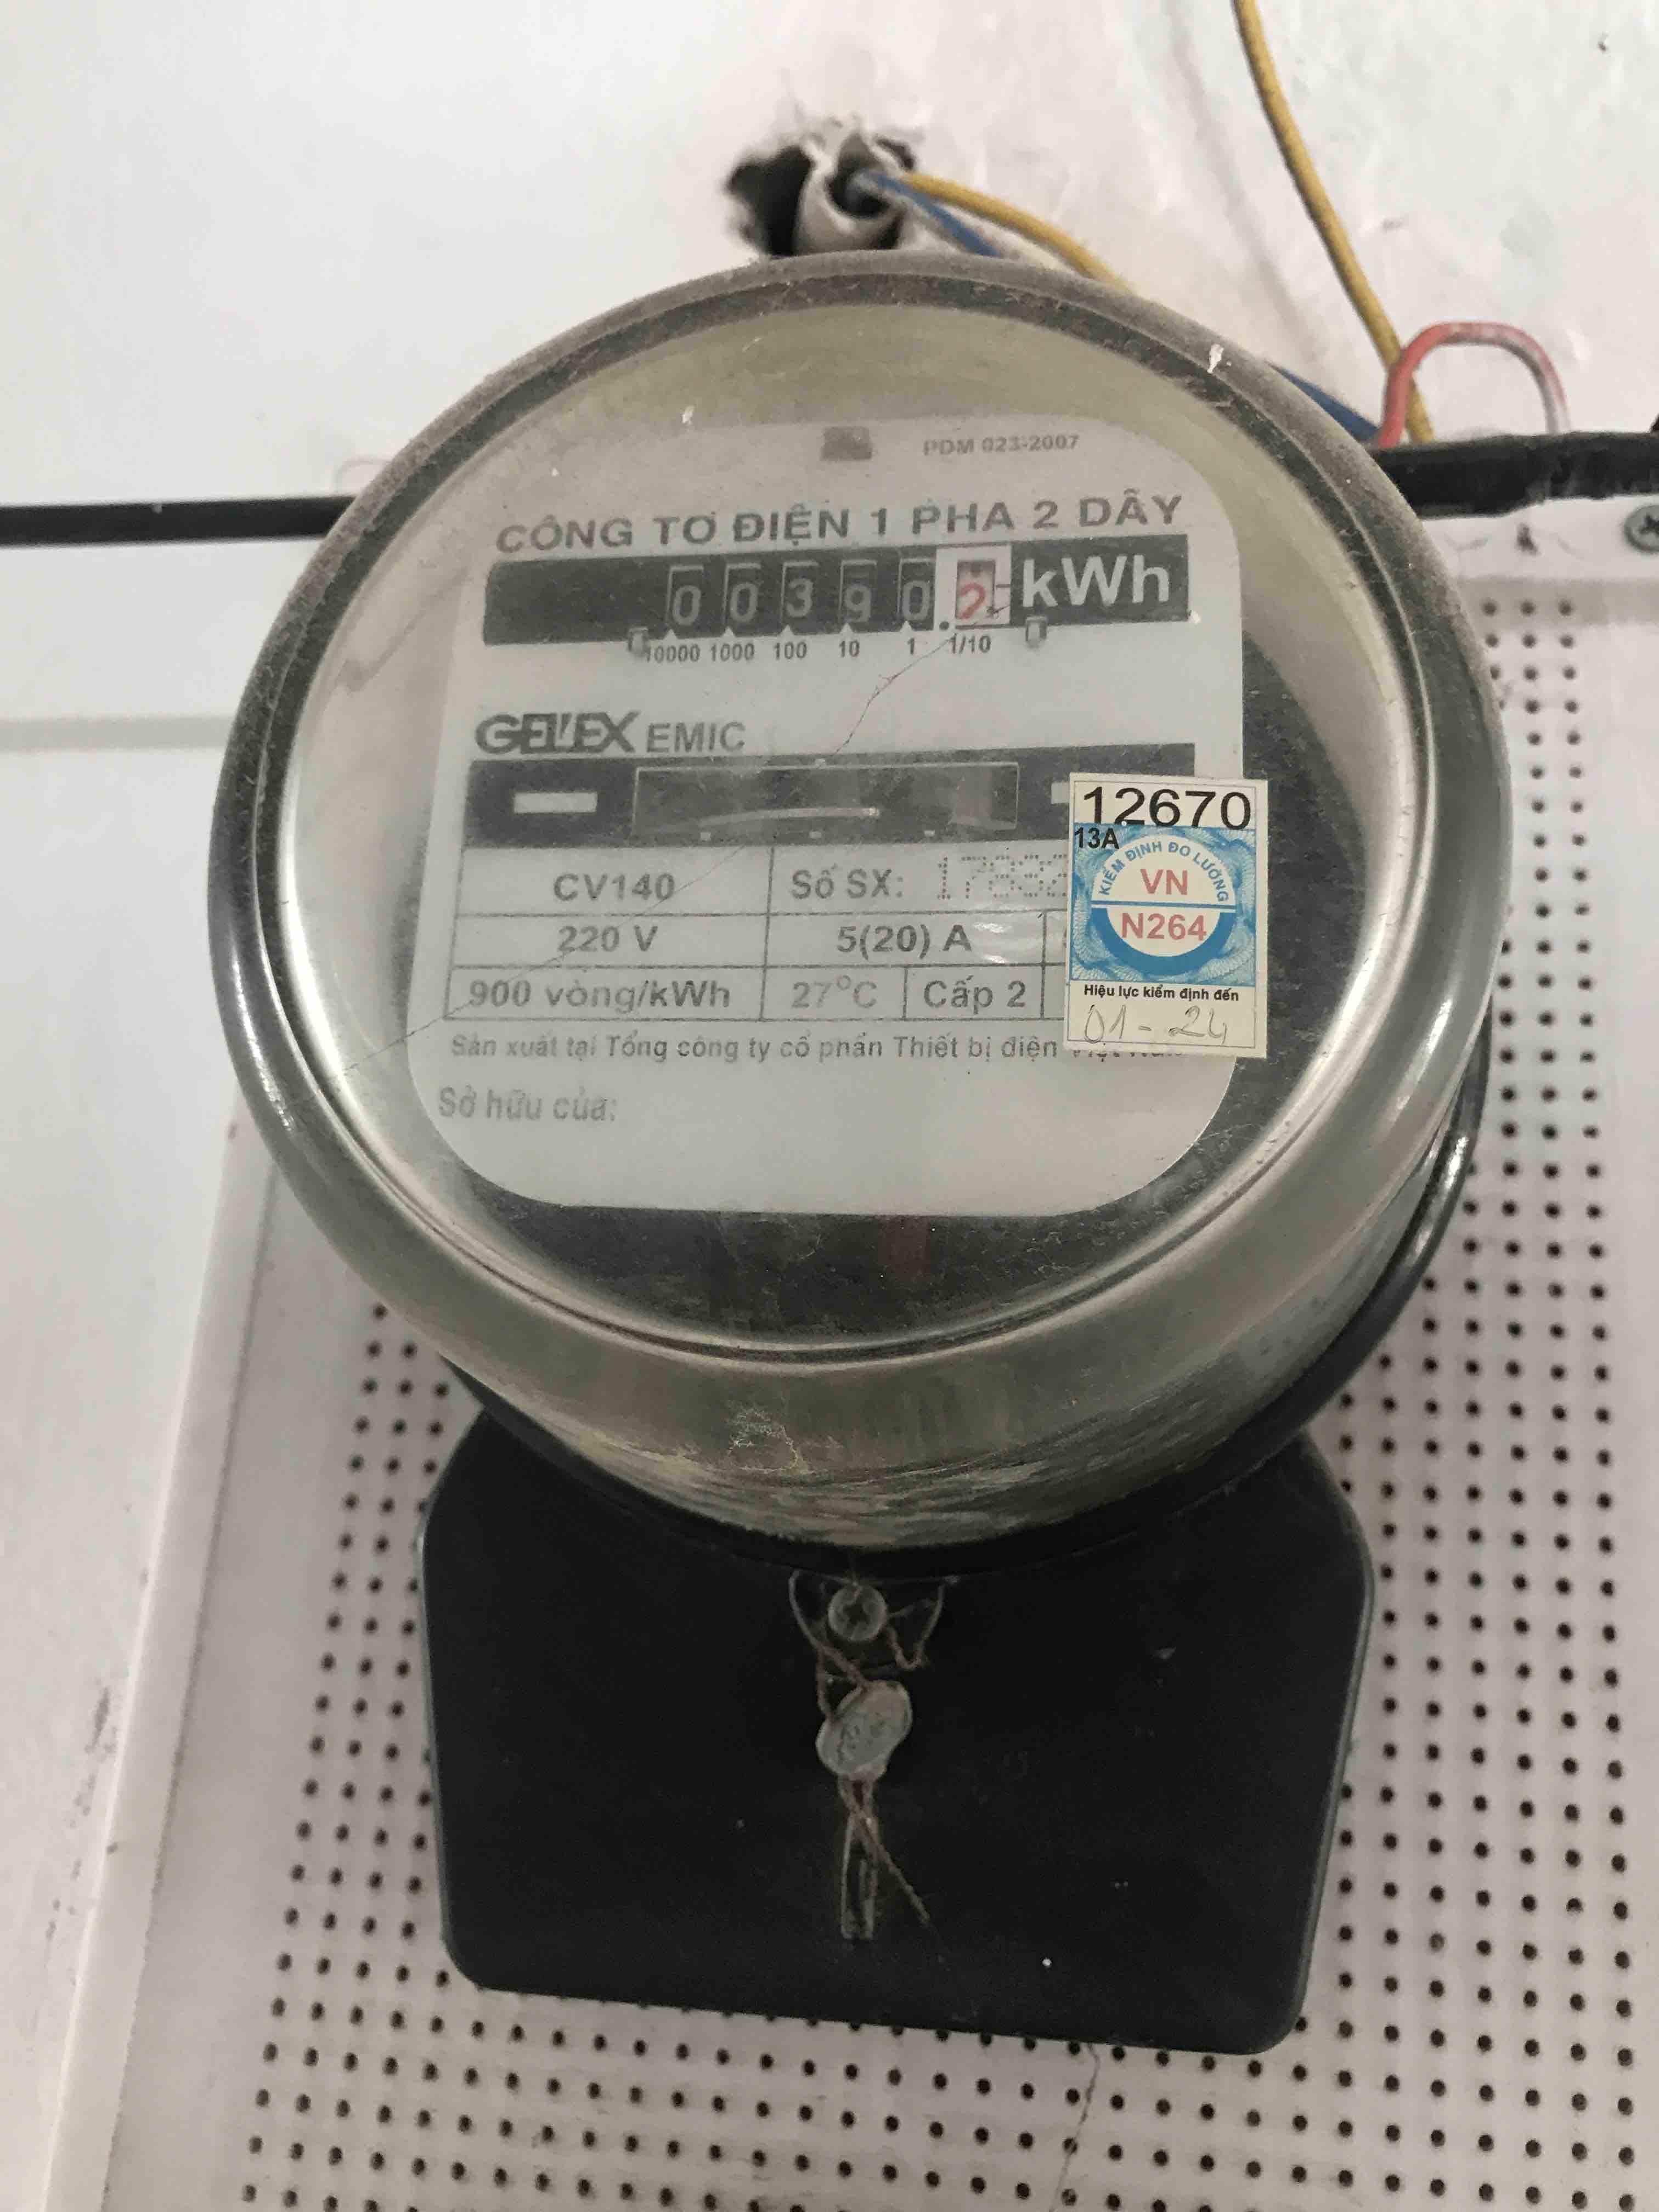 PDM 023-2007
CÔNG TƠ ĐIỆN 1 PHA 2 DÂY
0 0 3 9 0 2 kWh
10000 1000 100 10 1 1/10
GELEX EMIC
12670
13A
KIỂM ĐỊNH ĐO LƯỜNG
VN
N264
Hiệu lực kiểm định đến
01-24
CV140 Số SX:
220 V 5(20) A
900 vòng/kWh 27°C Cấp 2
Sản xuất tại Tổng công ty cổ phần Thiết bị điện
Sở hữu của: